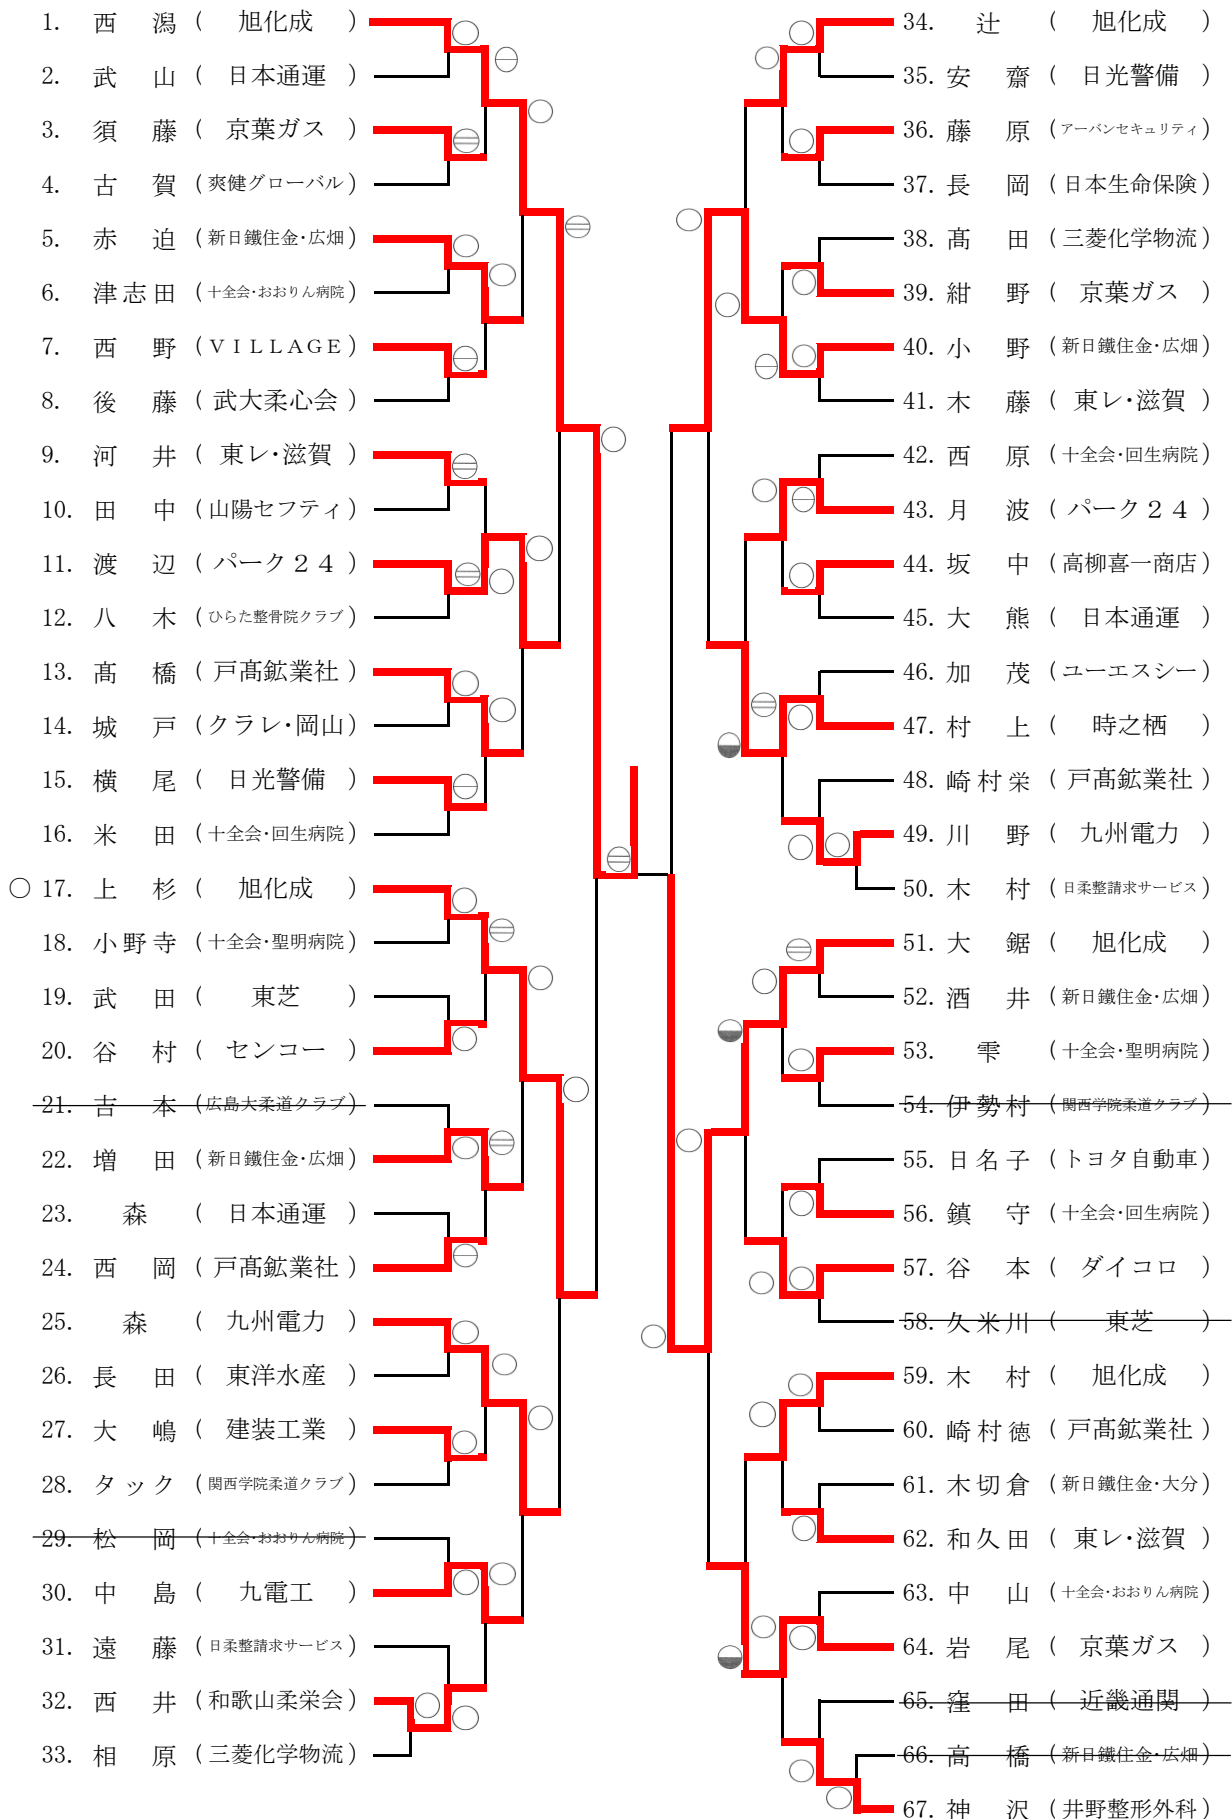 1. 西 潟 ( 旭化成 )
2. 武 山 ( 日本通運 )
3. 須 藤 ( 京葉ガス )
4. 古 賀 (爽健グローバル)
5. 赤 迫 (新日鐵住金・広畑)
6. 津志田 (十全会・おおりん病院)
7. 西 野 (ＶＩＬＬＡＧＥ)
8. 後 藤 (武大柔心会)
9. 河 井 ( 東レ・滋賀 )
10. 田 中 (山陽セフティ)
11. 渡 辺 ( パーク２４ )
12. 八 木 (ひらた整骨院クラブ)
13. 髙 橋 (戸髙鉱業社)
14. 城 戸 (クラレ・岡山)
15. 横 尾 ( 日光警備 )
16. 米 田 (十全会・回生病院)
○ 17. 上 杉 ( 旭化成 )
18. 小野寺 (十全会・聖明病院)
19. 武 田 ( 東芝 )
20. 谷 村 ( センコー )
21. 吉 本 (広島大柔道クラブ)
22. 増 田 (新日鐵住金・広畑)
23. 森 ( 日本通運 )
24. 西 岡 (戸髙鉱業社)
25. 森 ( 九州電力 )
26. 長 田 ( 東洋水産 )
27. 大 嶋 ( 建装工業 )
28. タック (関西学院柔道クラブ)
29. 松 岡 (十全会・おおりん病院)
30. 中 島 ( 九電工 )
31. 遠 藤 (日柔整請求サービス)
32. 西 井 (和歌山柔栄会)
33. 相 原 (三菱化学物流)
34. 辻 ( 旭化成 )
35. 安 齋 ( 日光警備 )
36. 藤 原 (アーバンセキュリティ)
37. 長 岡 (日本生命保険)
38. 髙 田 (三菱化学物流)
39. 紺 野 ( 京葉ガス )
40. 小 野 (新日鐵住金・広畑)
41. 木 藤 ( 東レ・滋賀 )
42. 西 原 (十全会・回生病院)
43. 月 波 ( パーク２４ )
44. 坂 中 (高柳喜一商店)
45. 大 熊 ( 日本通運 )
46. 加 茂 (ユーエスシー)
47. 村 上 ( 時之栖 )
48. 崎村栄 (戸髙鉱業社)
49. 川 野 ( 九州電力 )
50. 木 村 (日柔整請求サービス)
51. 大 鋸 ( 旭化成 )
52. 酒 井 (新日鐵住金・広畑)
53. 雫 (十全会・聖明病院)
54. 伊勢村 (関西学院柔道クラブ)
55. 日名子 (トヨタ自動車)
56. 鎮 守 (十全会・回生病院)
57. 谷 本 ( ダイコロ )
58. 久米川 ( 東芝 )
59. 木 村 ( 旭化成 )
60. 崎村徳 (戸髙鉱業社)
61. 木切倉 (新日鐵住金・大分)
62. 和久田 ( 東レ・滋賀 )
63. 中 山 (十全会・おおりん病院)
64. 岩 尾 ( 京葉ガス )
65. 窪 田 ( 近畿通関 )
66. 高 橋 (新日鐵住金・広畑)
67. 神 沢 (井野整形外科)